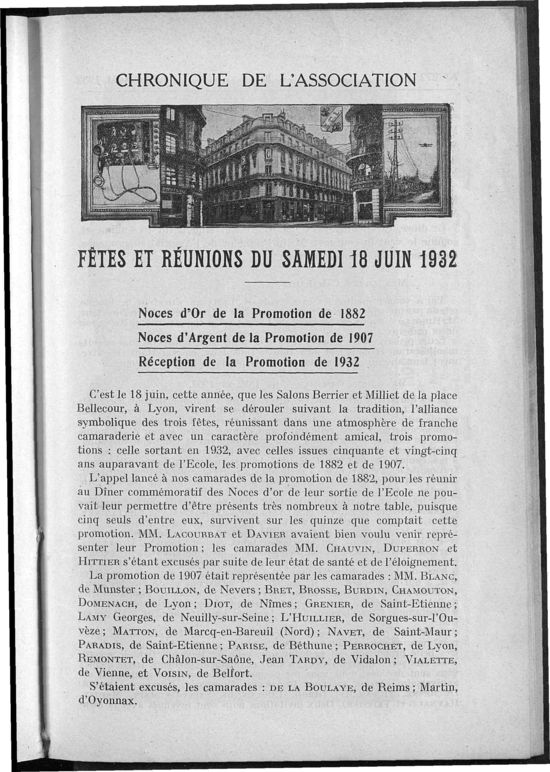 CHRONIQUE DE L'ASSOCIATION
FÊTES ET RÉUNIONS DU SAMEDI 18 JUIN 1932
Noces d'Or de la Promotion de 1882
Noces d'Argent de la Promotion de 1907
Réception de la Promotion de 1932
C'est le 18 juin, cette année, que les Salons Berrier et Milliet de la place
Bellecour, à Lyon, virent se dérouler suivant la tradition, l'alliance
symbolique des trois fêtes, réunissant dans une atmosphère de franche
camaraderie et avec un caractère profondément amical, trois promo-
tions : celle sortant en 1932, avec celles issues cinquante et vingt-cinq
ans auparavant de l'Ecole, les promotions de 1882 et de 1907.
L'appel lancé à nos camarades de la promotion de 1882, pour les réunir
au Dîner commémoratif des Noces d'or de leur sortie de l'Ecole ne pou-
vait leur permettre d'être présents très nombreux à notre table, puisque
cinq seuls d'entre eux, survivent sur les quinze que comptait cette
promotion. MM. LACOURBAT et DAVIER avaient bien voulu venir repré-
senter leur Promotion ; les camarades MM. CHAUVIN, DUPERRON et
HITTIER s'étant excusés par suite de leur état de santé et de l'éloignement.
La promotion de 1907 était représentée par les camarades : MM. BLANC,
de Munster ; BOUILLON, de Nevers ; BRET, BROSSE, BURDIN, CHAMOUTON,
DOMENACH, de Lyon ; DIOT, de Nîmes ; GRENIER, de Saint-Etienne ;
LAMY Georges, de Neuilly-sur-Seine ; L'HUILLIER, de Sorgues-sur-l'Ou-
vèze ; MATTON, de Marcq-en-Bareuil (Nord) ; NAVET, de Saint-Maur ;
PARADIS, de Saint-Etienne ; PARISE, de Béthune ; PERROCHET, de Lyon,
REMONTET, de Châlon-sur-Saône, Jean TARDY, de Vidalon ; VIALETTE,
de Vienne, et VOISIN, de Belfort.
S'étaient excusés, les camarades : DE LA BOULAYE, de Reims ; Martin,
d'Oyonnax.